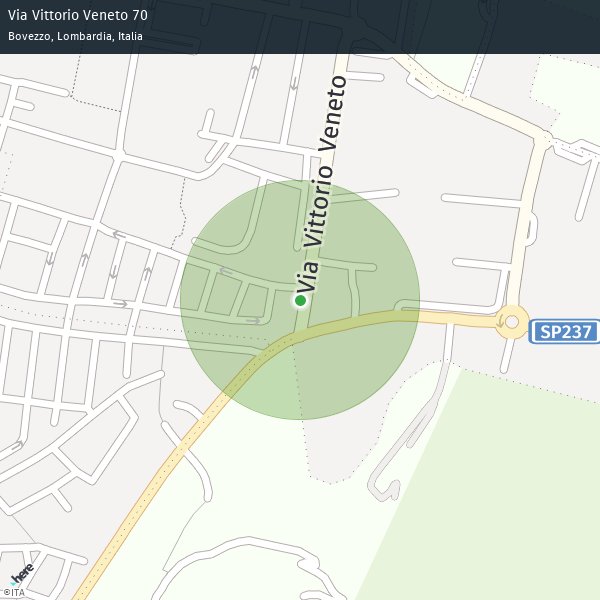 Via Vittorio Veneto 70
Bovezzo, Lombardia, Italia
Via Vittorio Veneto
SP237
here
©ITA